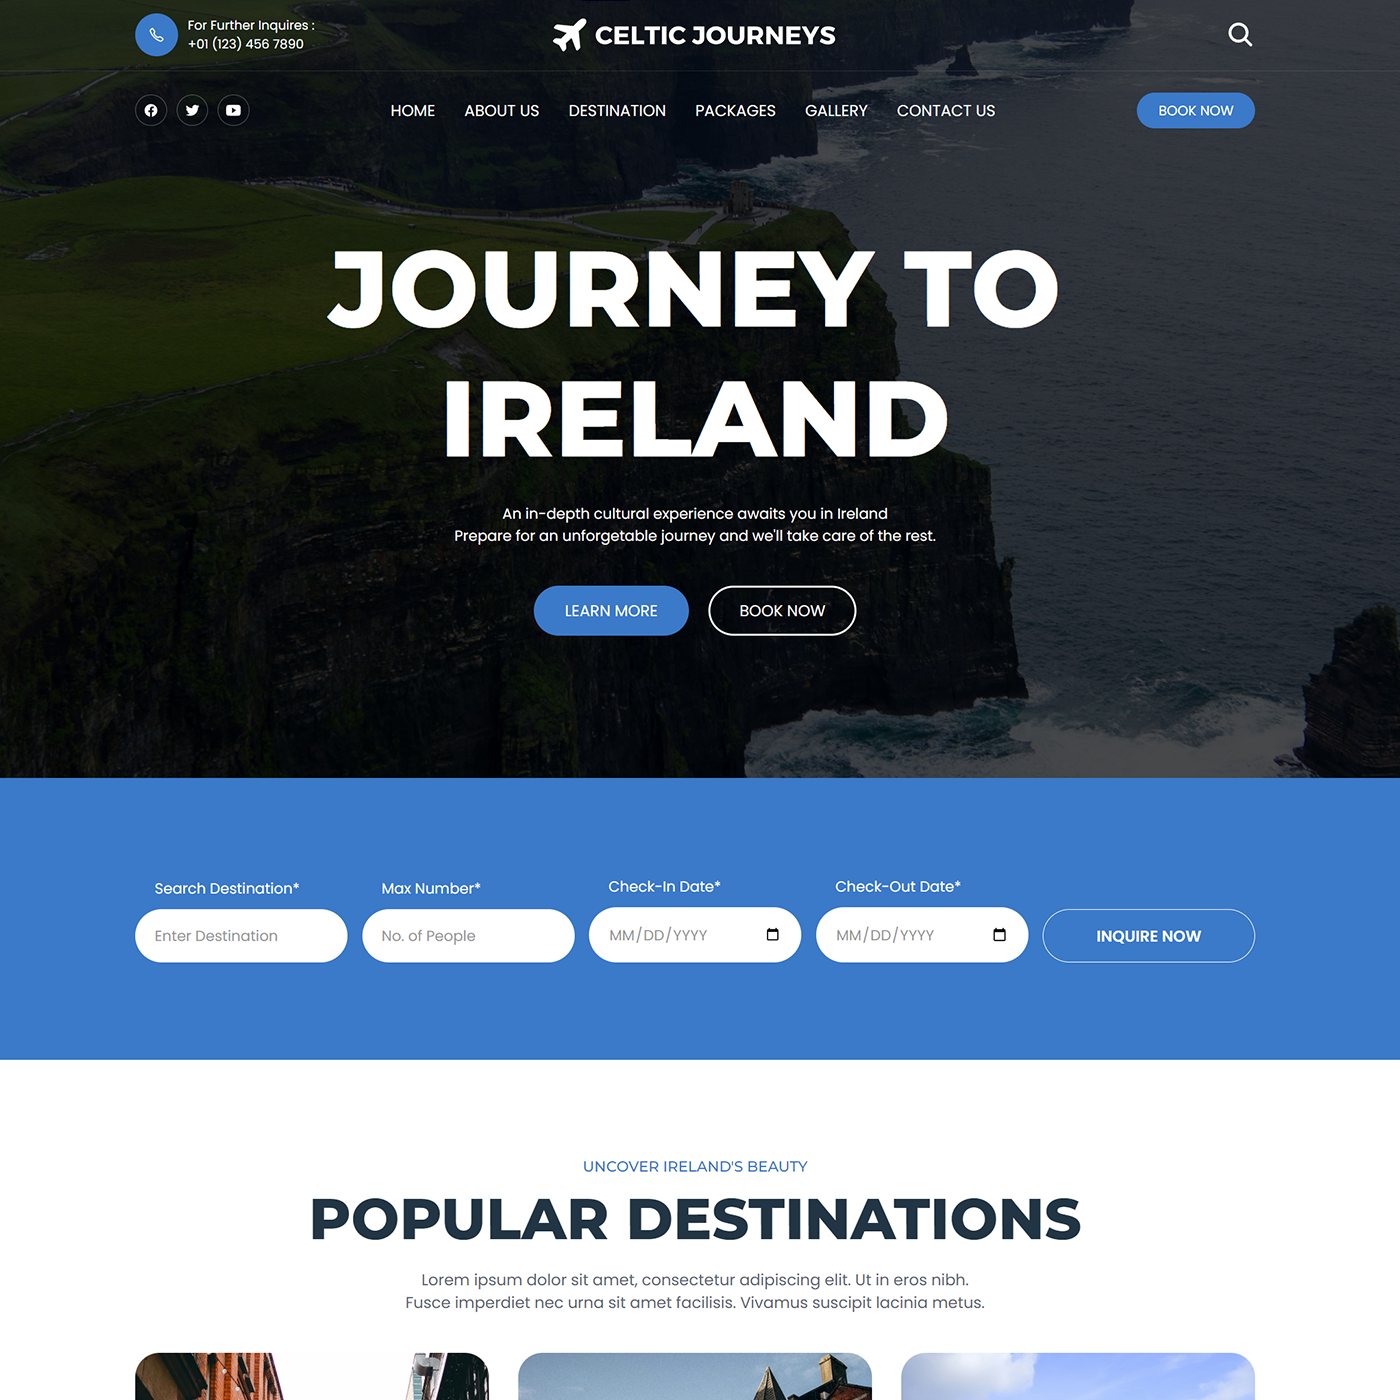 For Further Inquires :
+01 (123) 456 7890
CELTIC JOURNEYS
HOME
ABOUT US
DESTINATION
PACKAGES
GALLERY
CONTACT US
BOOK NOW
JOURNEY TO
IRELAND
An in-depth cultural experience awaits you in Ireland
Prepare for an unforgetable journey and we'll take care of the rest.
LEARN MORE
BOOK NOW
Search Destination*
Max Number*
Check-In Date*
Check-Out Date*
Enter Destination
No. of People
MM/DD/YYYY
MM/DD/YYYY
INQUIRE NOW
UNCOVER IRELAND'S BEAUTY
POPULAR DESTINATIONS
Lorem ipsum dolor sit amet, consectetur adipiscing elit. Ut in eros nibh.
Fusce imperdiet nec urna sit amet facilisis. Vivamus suscipit lacinia metus.